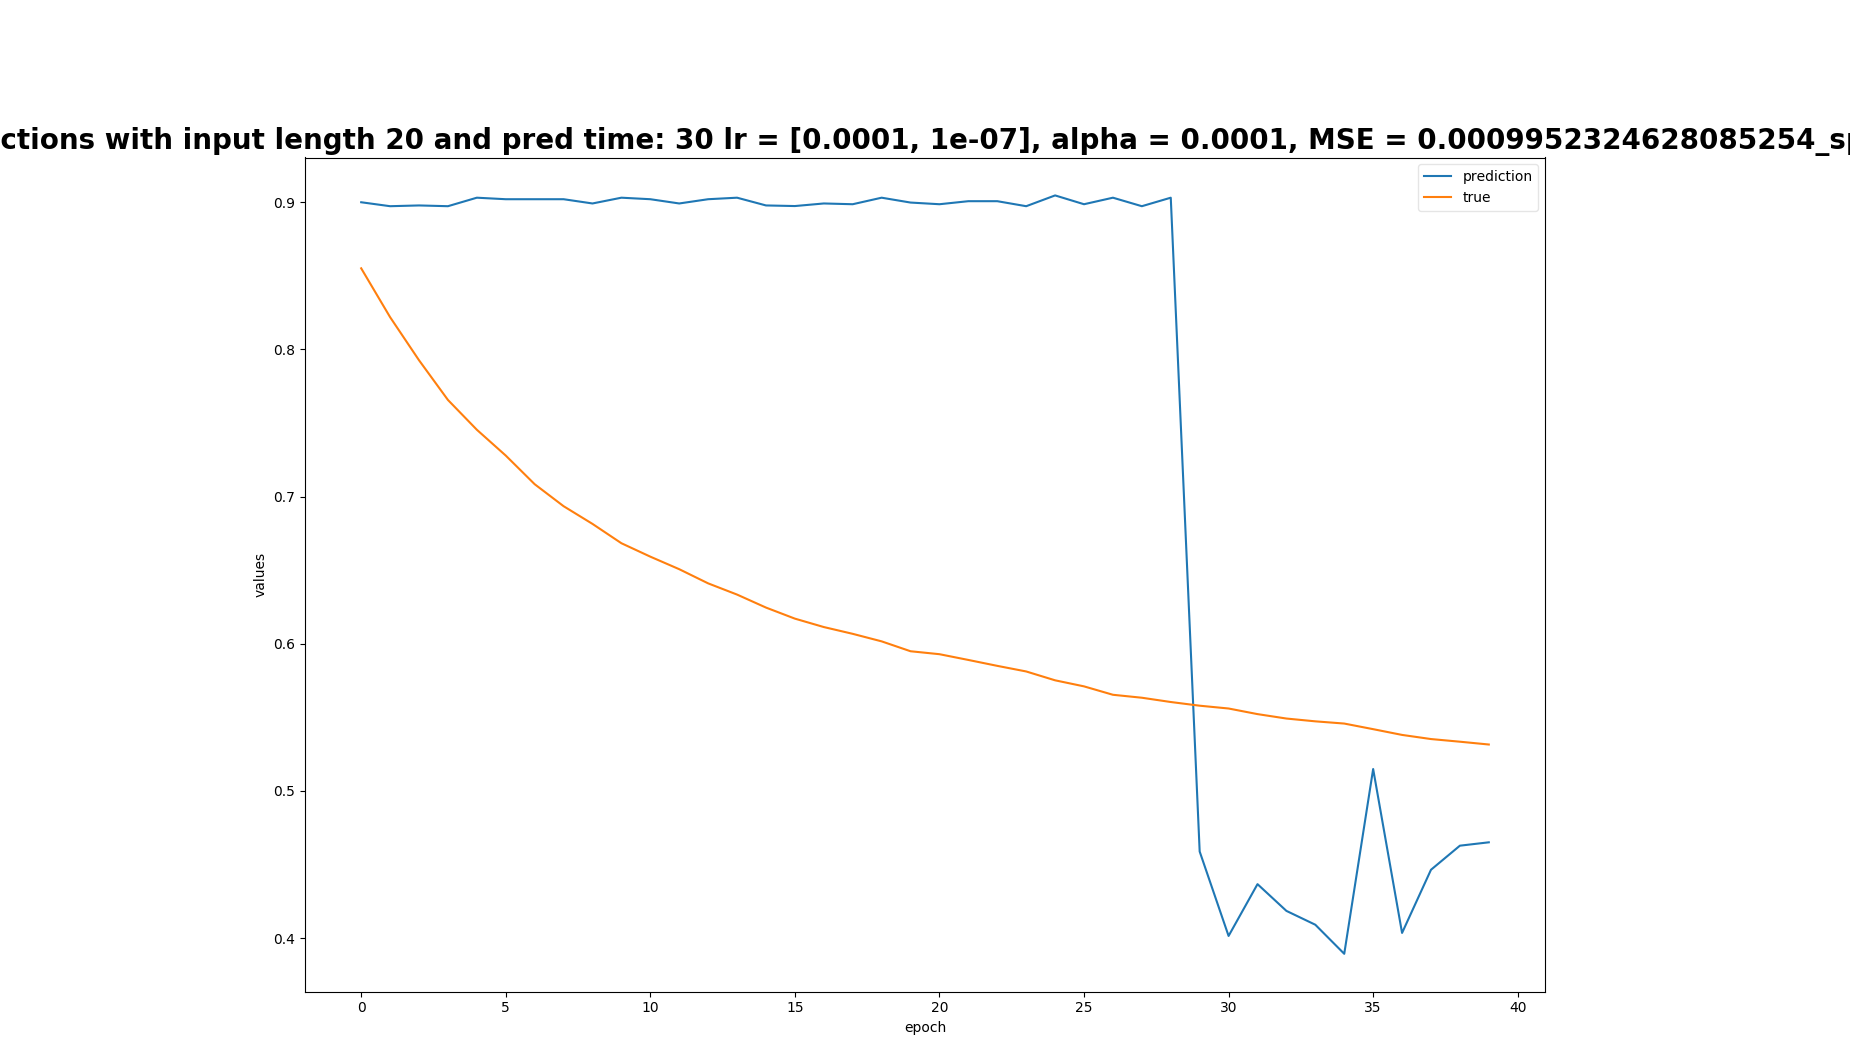 ctions with input length 20 and pred time: 30 lr = [0.0001, 1e-07], alpha = 0.0001, MSE = 0.0009952324628085254_sp
prediction
true
0.9
0.8
0.7
0.6
0.5
0.4
values
0 5 10 15 20 25 30 35 40
epoch